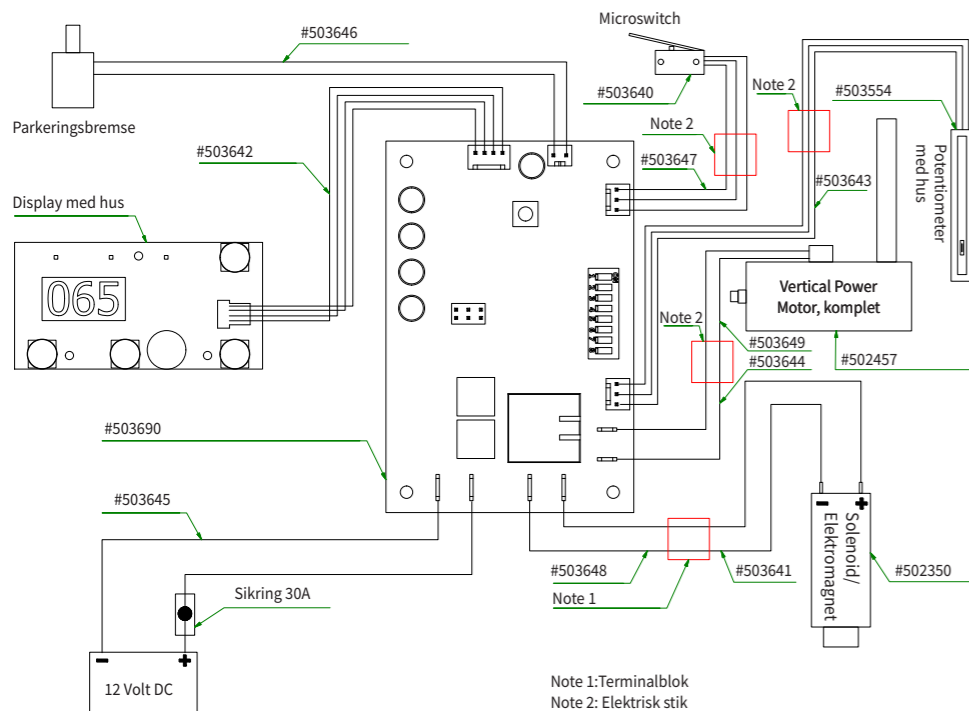 Microswitch
#503646
#503640
Note 2
#503554
Parkeringsbremse
Note 2
#503642
#503647
#503643
Potentiometer
med hus
Display med hus
065
Vertical Power
Motor, komplet
Note 2
#503649
#503644
#502457
#503690
#503645
Solenoid/
Elektromagnet
#503648
#503641
#502350
Note 1
Sikring 30A
- +
- +
12 Volt DC
Note 1:Terminalblok
Note 2: Elektrisk stik